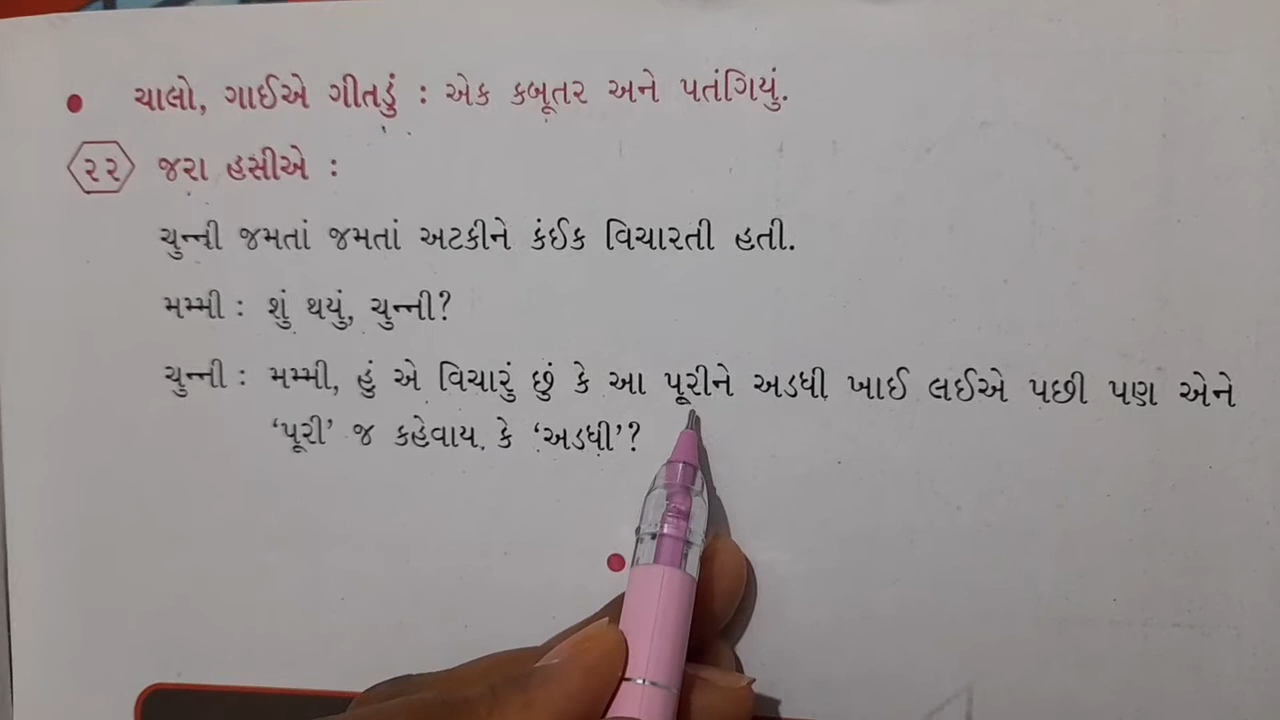 ચાલો, ગાઈએ ગીતડું : એક કબૂતર અને પતંગિયું.
૨૨ જરા હસીએ :
ચુન્ની જમતાં જમતાં અટકીને કંઈક વિચારતી હતી.
મમ્મી : શું થયું, ચુન્ની?
ચુન્ની : મમ્મી, હું એ વિચારું છું કે આ પૂરીને અડધી ખાઈ લઈએ પછી પણ એને
‘પૂરી’ જ કહેવાય કે ‘અડધી’?